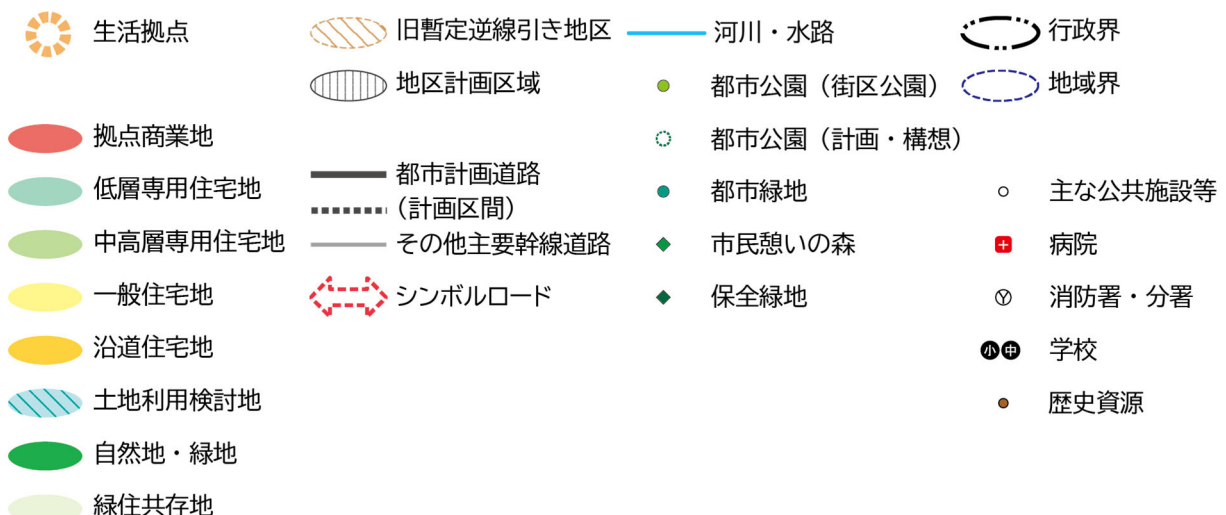 生活拠点
拠点商業地
低層専用住宅地
中高層専用住宅地
一般住宅地
沿道住宅地
土地利用検討地
自然地・緑地
緑住共存地
旧暫定逆線引き地区
地区計画区域
都市計画道路
(計画区間)
その他主要幹線道路
シンボルロード
河川・水路
都市公園(街区公園)
都市公園(計画・構想)
都市緑地
市民憩いの森
保全緑地
行政界
地域界
主な公共施設等
病院
消防署・分署
小中 学校
歴史資源